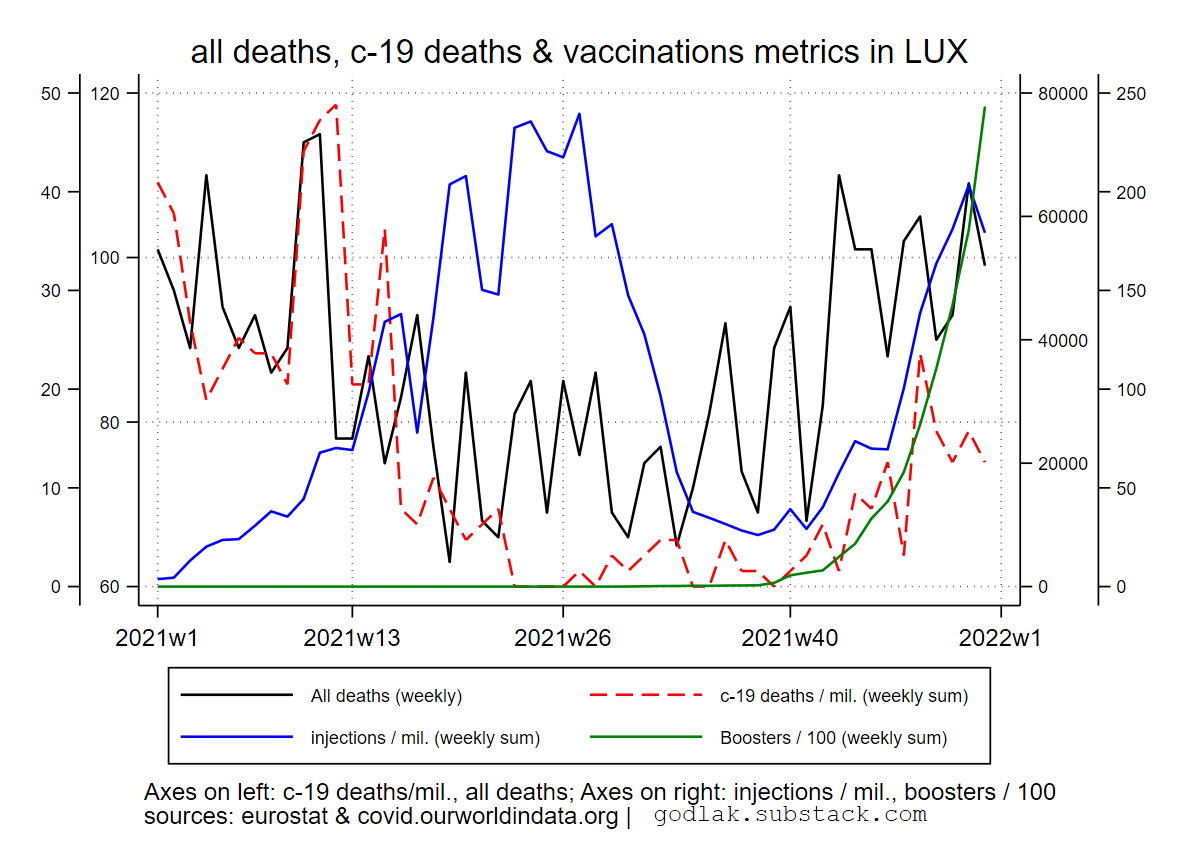 all deaths, c-19 deaths & vaccinations metrics in LUX
50 120 80000 250
40 200
60000
100
30 150
40000
20 100
80
20000
10 50
0 60 0 0
2021w1 2021w13 2021w26 2021w40 2022w1
All deaths (weekly) c-19 deaths / mil. (weekly sum)
injections / mil. (weekly sum) Boosters / 100 (weekly sum)
Axes on left: c-19 deaths/mil., all deaths; Axes on right: injections / mil., boosters / 100
sources: eurostat & covid.ourworldindata.org | godlak.substack.com